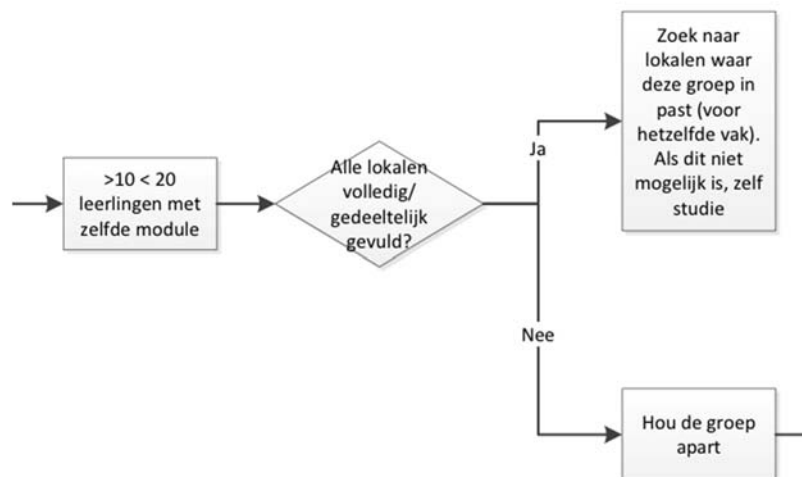 >10 < 20
leerlingen met
zelfde module
Alle lokalen
volledig/
gedeeltelijk
gevuld?
Ja
Zoek naar
lokalen waar
deze groep in
past (voor
hetzelfde vak).
Als dit niet
mogelijk is, zelf
studie
Nee
Hou de groep
apart